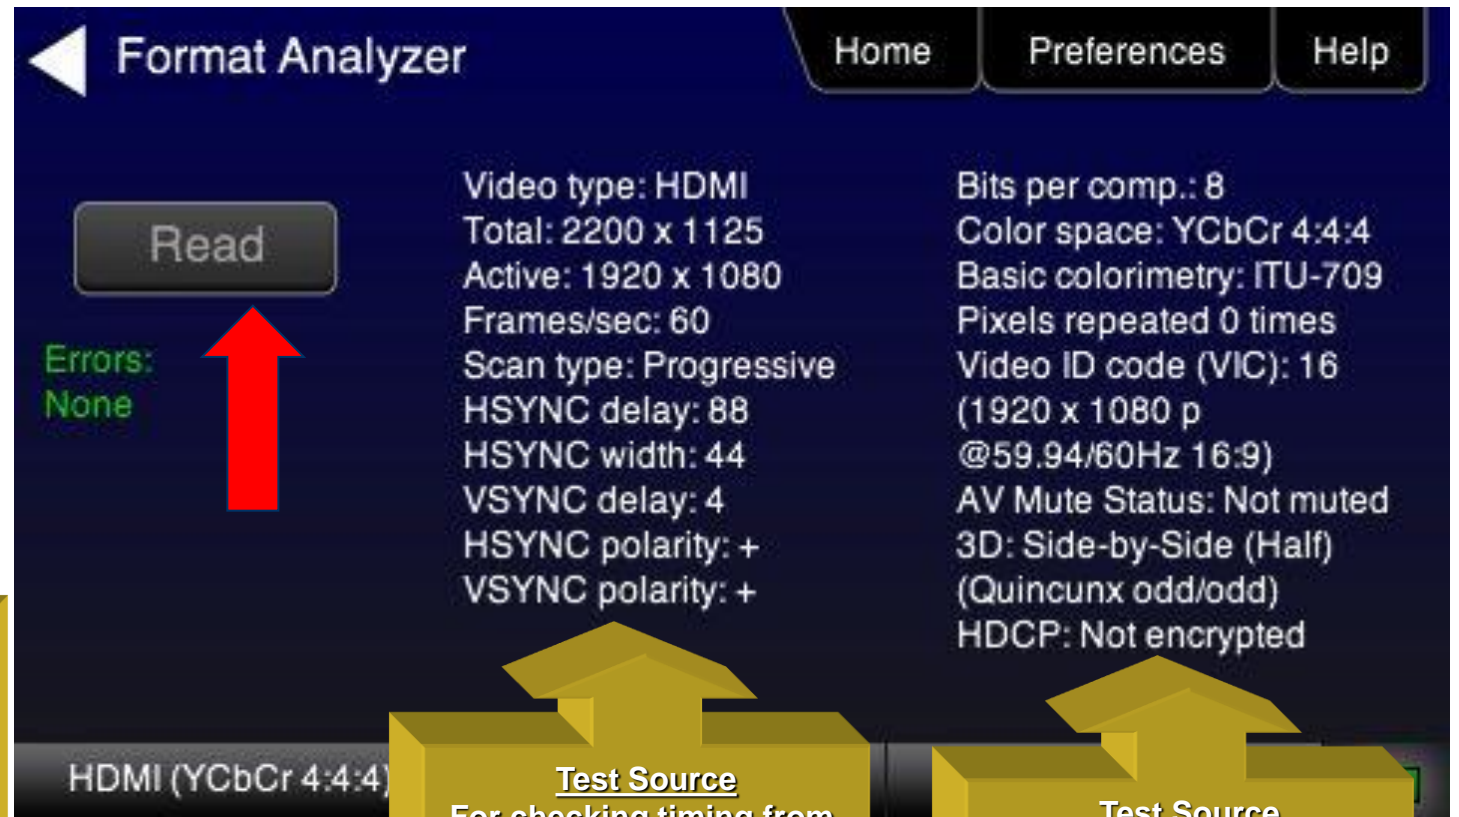 Format Analyzer
Home
Preferences
Help
Read
Errors:
None
Video type: HDMI
Total: 2200 x 1125
Active: 1920 x 1080
Frames/sec: 60
Scan type: Progressive
HSYNC delay: 88
HSYNC width: 44
VSYNC delay: 4
HSYNC polarity: +
VSYNC polarity: +
Bits per comp.: 8
Color space: YCbCr 4:4:4
Basic colorimetry: ITU-709
Pixels repeated 0 times
Video ID code (VIC): 16
(1920 x 1080 p
@59.94/60Hz 16:9)
AV Mute Status: Not muted
3D: Side-by-Side (Half)
(Quincunx odd/odd)
HDCP: Not encrypted
HDMI (YCbCr 4:4:4)
Test Source
For checking timing from
Test Source